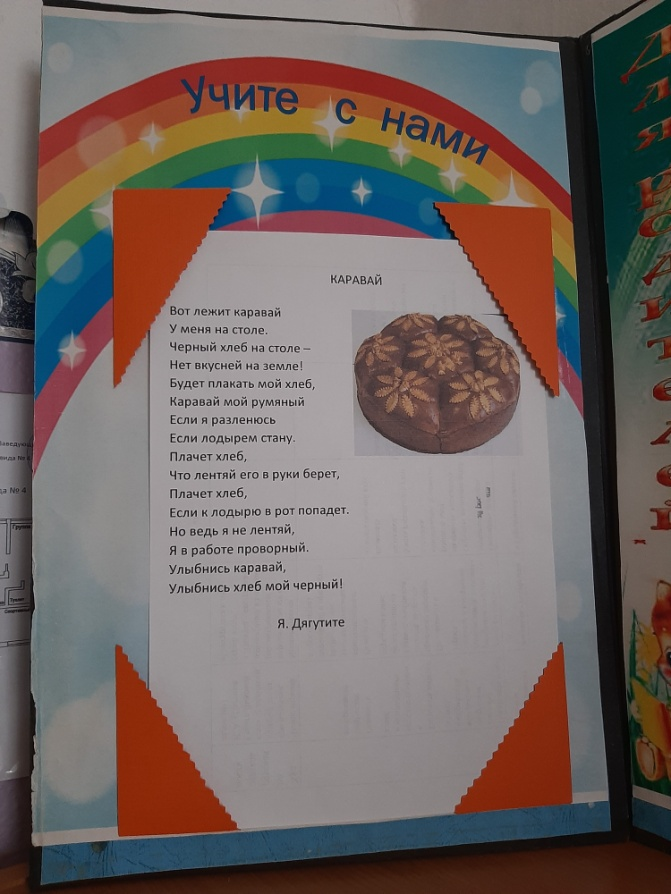 Учите с нами
КАРАВАЙ
Вот лежит каравай
У меня на столе.
Черный хлеб на столе –
Нет вкусней на земле!
Будет плакать мой хлеб,
Каравай мой румяный
Если я разленюсь
Если лодырем стану.
Плачет хлеб,
Что лентяй его в руки берет,
Плачет хлеб,
Если к лодырю в рот попадет.
Но ведь я не лентяй,
Я в работе проворный.
Улыбнись каравай,
Улыбнись хлеб мой черный!
Я. Дягутите